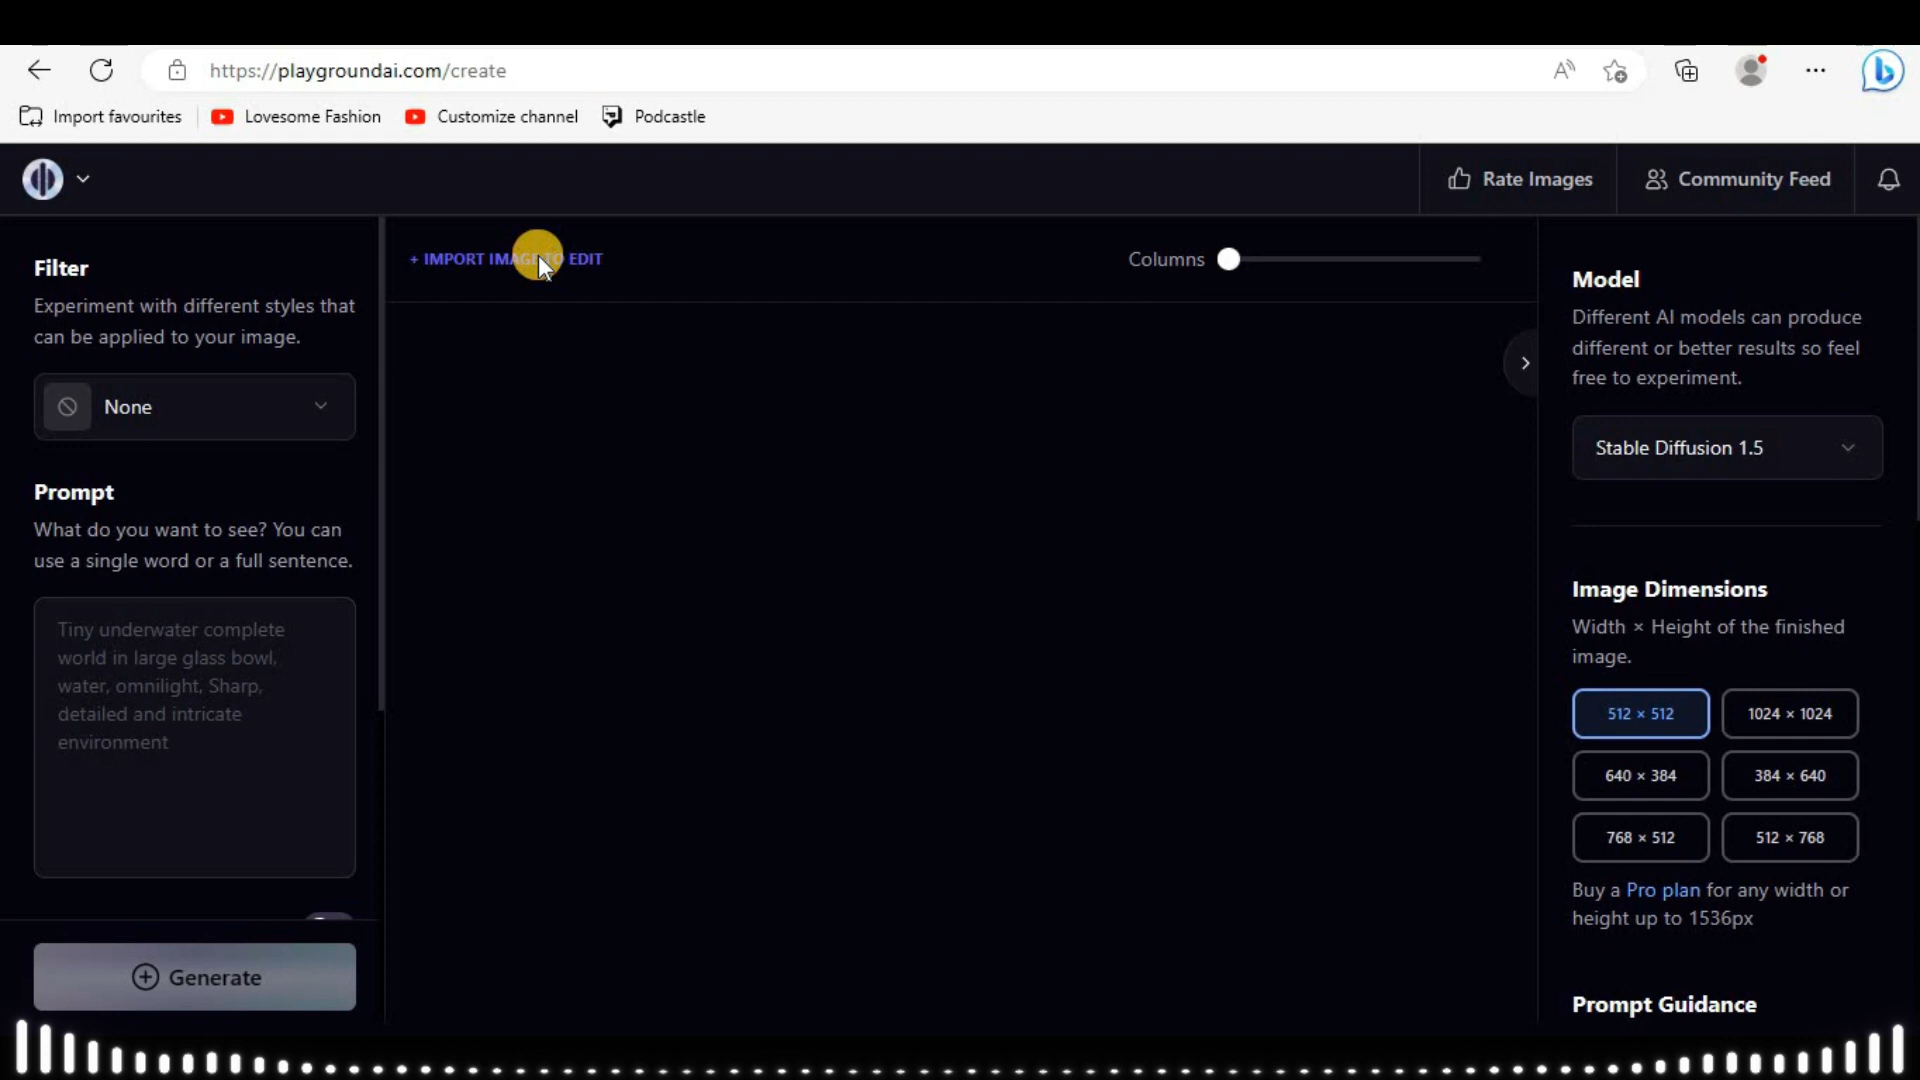 https://playgroundai.com/create
Import favourites
Lovesome Fashion
Customize channel
Podcastle
Rate Images
Community Feed
Filter
Experiment with different styles that
can be applied to your image.
None
Prompt
What do you want to see? You can
use a single word or a full sentence.
Tiny underwater complete
world in large glass bowl,
water, omnilight, Sharp,
detailed and intricate
environment
Generate
+ IMPORT IMAGE TO EDIT
Columns
Model
Different AI models can produce
different or better results so feel
free to experiment.
Stable Diffusion 1.5
Image Dimensions
Width × Height of the finished
image.
512 × 512
1024 × 1024
640 × 384
384 × 640
768 × 512
512 × 768
Buy a Pro plan for any width or
height up to 1536px
Prompt Guidance